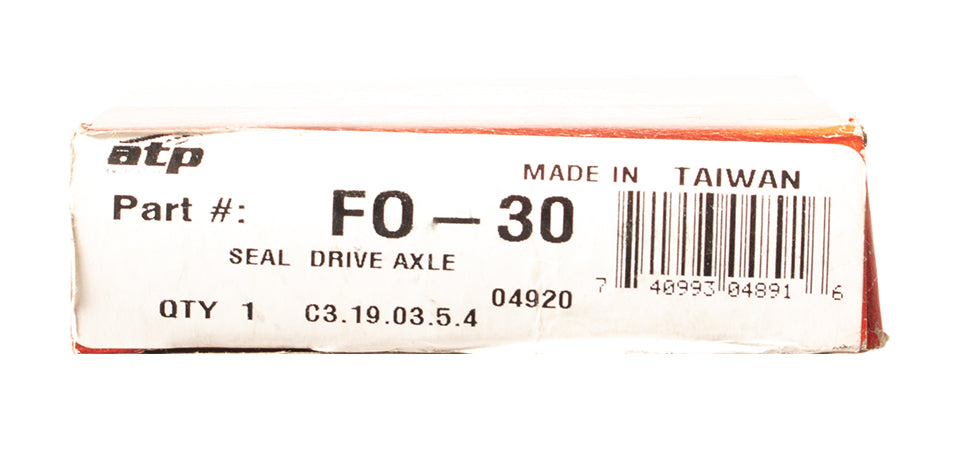 atp
MADE IN TAIWAN
Part #: FO-30
SEAL DRIVE AXLE
04920
QTY 1 C3.19.03.5.4
7 40993 04891 6